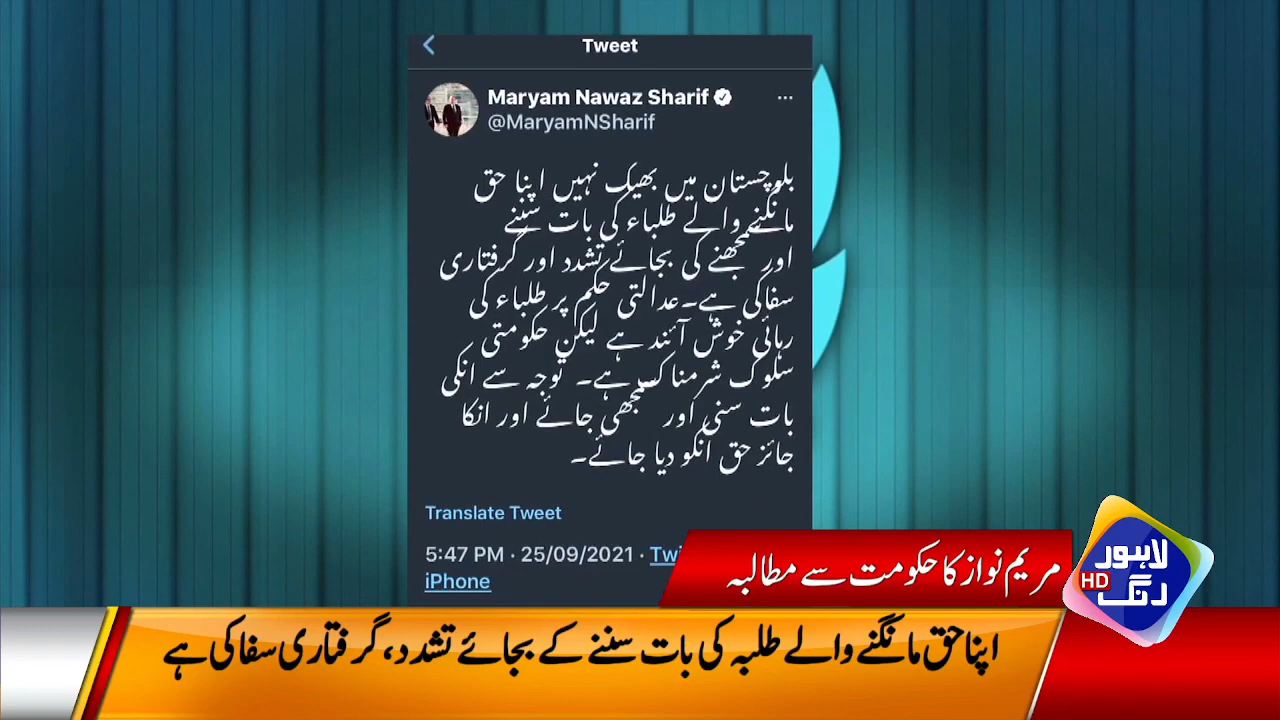 Tweet
Maryam Nawaz Sharif
...
@MaryamNSharif
بلوچستان میں بھیک نہیں اپنا حق
مانگنے والے طلباء کی بات سننے
اور سمجھنے کی بجائے تشدد اور گرفتاری
سفاکی ہے۔عدالتی حکم پر طلباء کی
رہائی خوش آئند ہے لیکن حکومتی
سلوک شرمناک ہے۔ توجہ سے انکی
بات سنی اور سمجھی جائے اور انکا
جائز حق انکو دیا جائے۔
Translate Tweet
5:47 PM · 25/09/2021 · Twi
iPhone
مریم نواز کا حکومت سے مطالبہ
لاہور
HD رنگ
اپنا حق مانگنے والے طلبہ کی بات سننے کے بجائے تشدد، گرفتاری سفاکی ہے